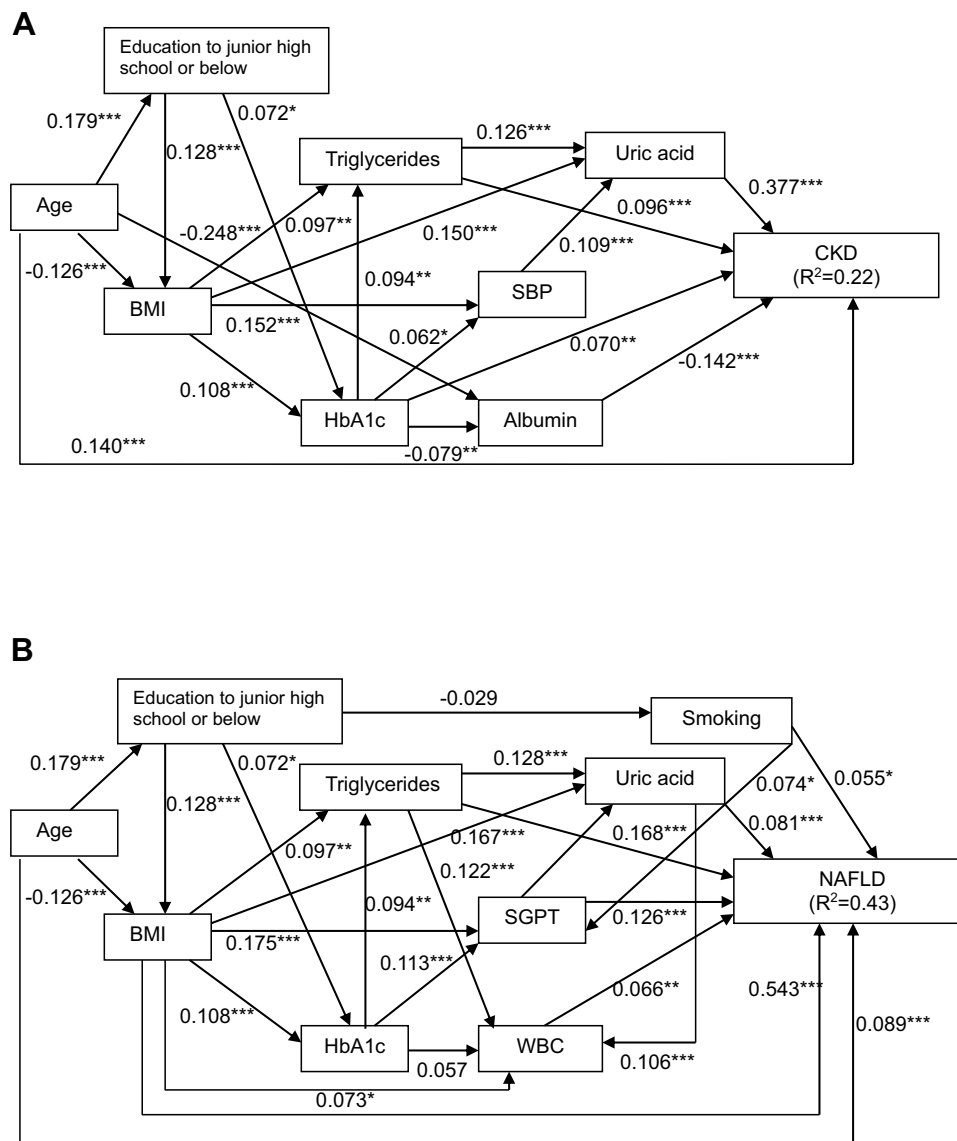 A
Education to junior high
school or below
0.179***
0.072*
0.128***
0.126***
Triglycerides
Uric acid
0.377***
Age
-0.248***
0.097**
0.096***
0.150***
0.109***
CKD
(R²=0.22)
-0.126***
BMI
0.094**
SBP
0.152***
0.062*
0.070**
-0.142***
0.108***
HbA1c
Albumin
0.140***
-0.079**
B
Education to junior high
school or below
-0.029
Smoking
0.179***
0.072*
0.128***
0.128***
Triglycerides
Uric acid
0.074*
0.055*
Age
0.097**
0.167***
0.168***
0.081***
0.122***
NAFLD
(R²=0.43)
-0.126***
BMI
0.094**
SGPT
0.126***
0.175***
0.113***
0.066**
0.543***
0.108***
HbA1c
0.057
WBC
0.106***
0.089***
0.073*